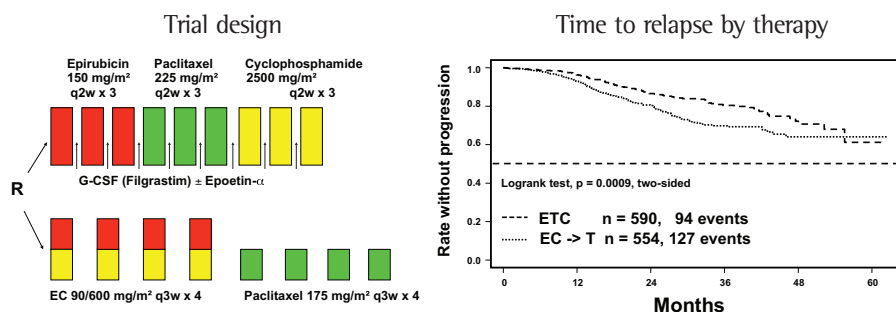 Trial design
Epirubicin Paclitaxel Cyclophosphamide
150 mg/m² 225 mg/m² 2500 mg/m²
q2w x 3 q2w x 3 q2w x 3
R
G-CSF (Filgrastim) ± Epoetin-α
EC 90/600 mg/m² q3w x 4 Paclitaxel 175 mg/m² q3w x 4
Time to relapse by therapy
Rate without progression
1.0
0.8
0.6
0.4
0.2
0.0
Logrank test, p = 0.0009, two-sided
ETC n = 590, 94 events
EC -> T n = 554, 127 events
0 12 24 36 48 60
Months